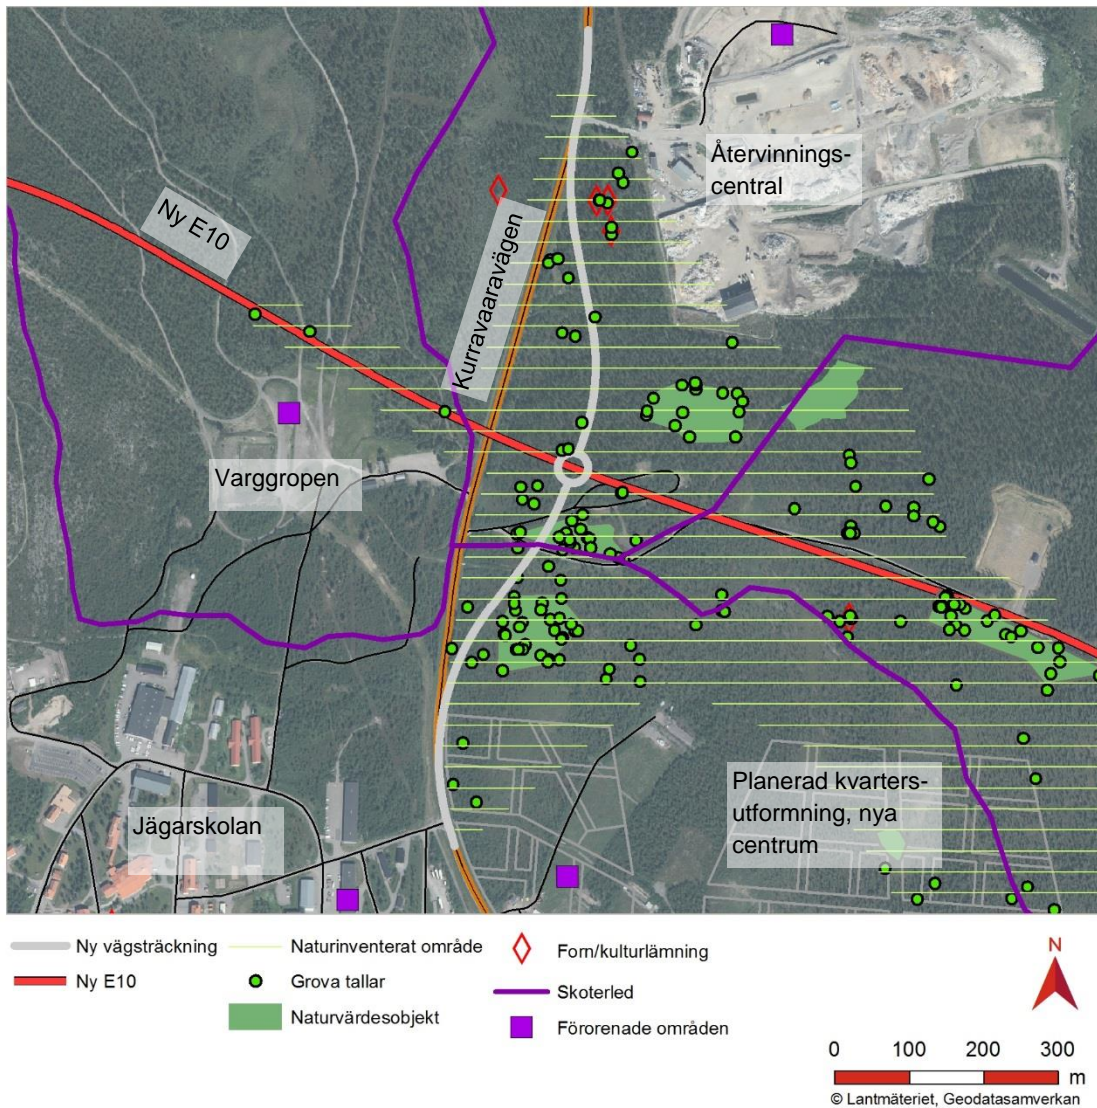 Återvinnings-
central
Ny E10
Kurravaaravägen
Varggropen
Planerad kvarters-
utformning, nya
centrum
Jägarskolan
Ny vägsträckning
Ny E10
Naturinventerat område
Grova tallar
Naturvärdesobjekt
Forn/kulturlämning
Skoterled
Förorenade områden
N
0 100 200 300
m
© Lantmäteriet, Geodatasamverkan